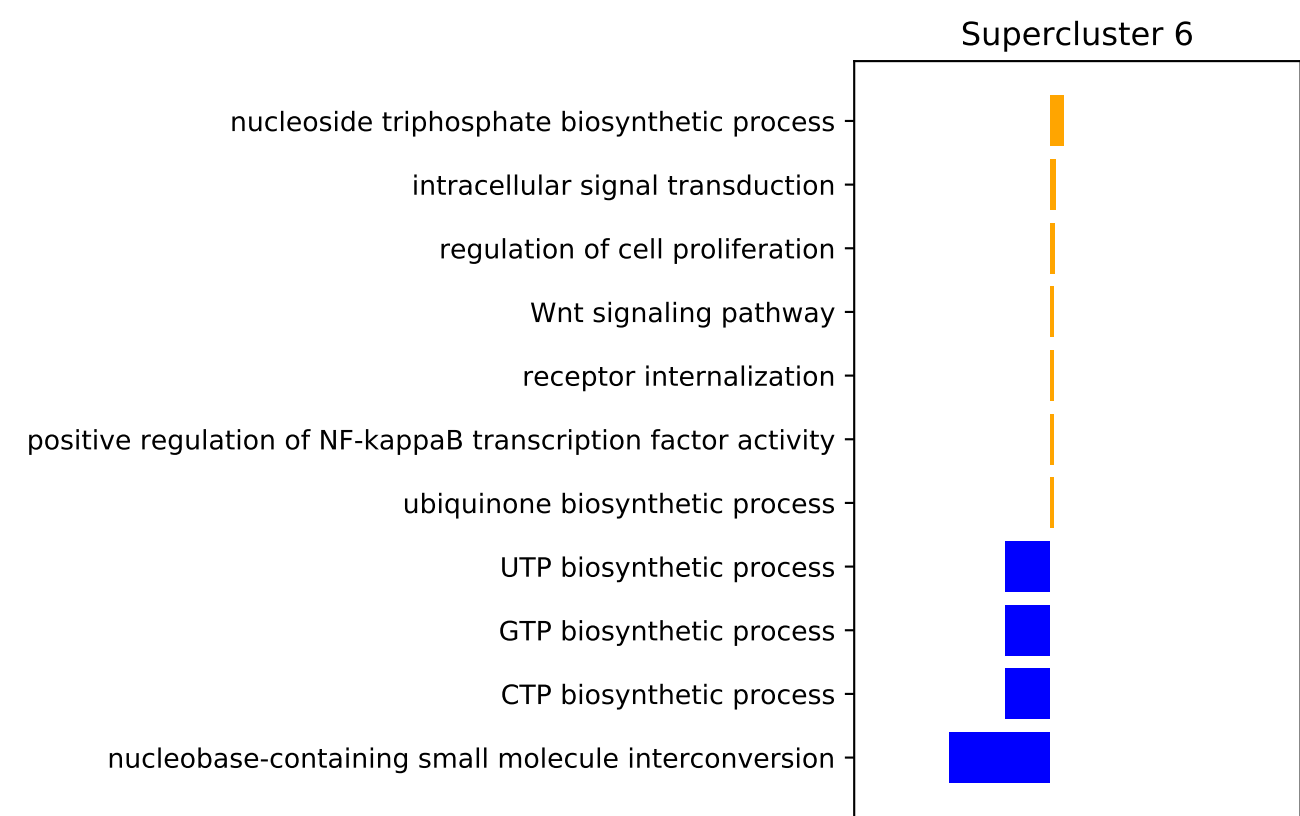 Supercluster 6
nucleoside triphosphate biosynthetic process
intracellular signal transduction
regulation of cell proliferation
Wnt signaling pathway
receptor internalization
positive regulation of NF-kappaB transcription factor activity
ubiquinone biosynthetic process
UTP biosynthetic process
GTP biosynthetic process
CTP biosynthetic process
nucleobase-containing small molecule interconversion